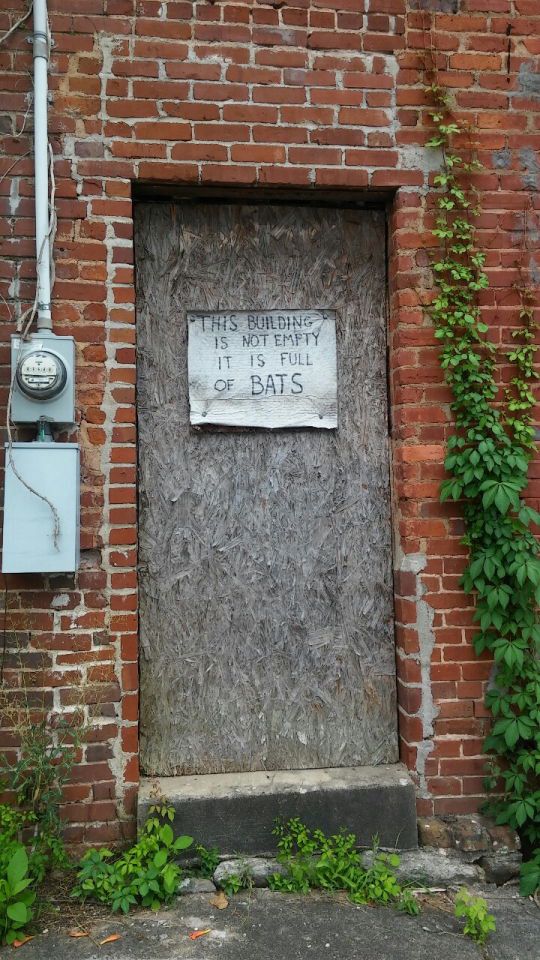 THIS BUILDING
IS NOT EMPTY
IT IS FULL
OF BATS